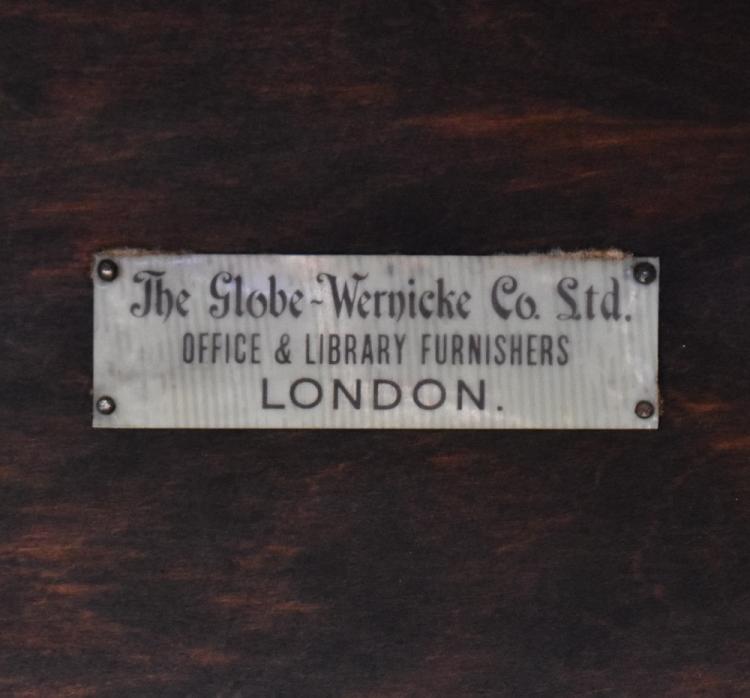 The Globe-Wernicke Co. Ltd.
OFFICE & LIBRARY FURNISHERS
LONDON.